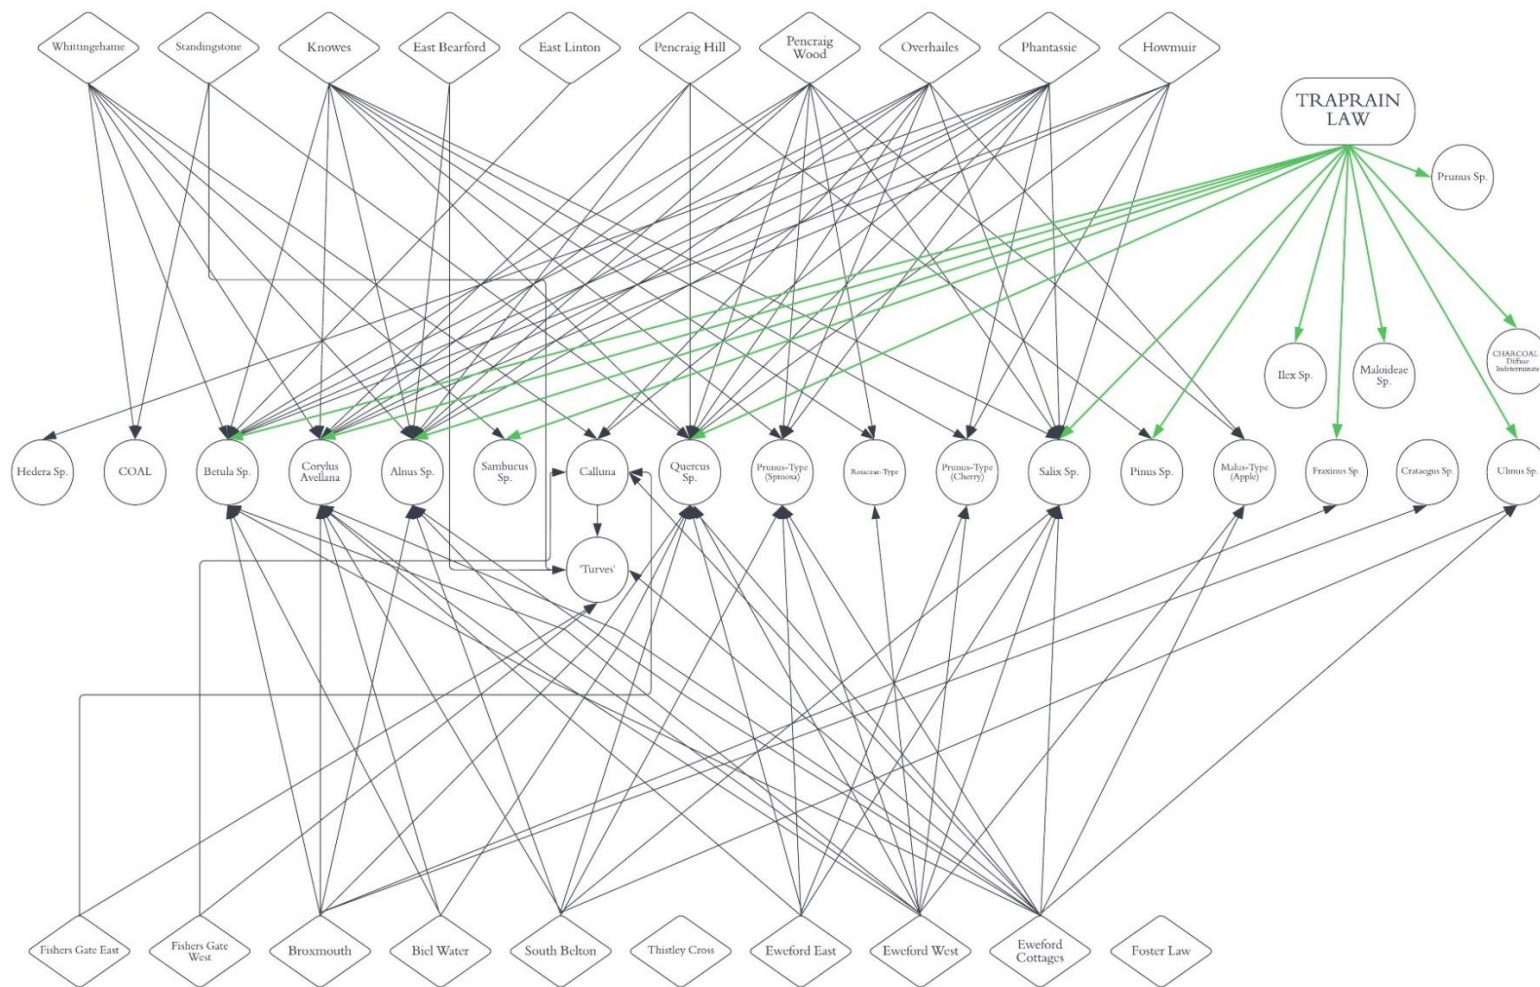 Whittingehame
Standingstone
Knowes
East Bearford
East Linton
Pencraig Hill
Pencraig
Wood
Overhailes
Phantassie
Howmuir
TRAPRAIN
LAW
Prunus Sp.
Ilex Sp.
Maloideae
Sp.
CHARCOAL
Diffuse
Indeterminate
Hedera Sp.
COAL
Betula Sp.
Corylus
Avellana
Alnus Sp.
Sambucus
Sp.
Calluna
Quercus
Sp.
Prunus-Type
(Spinosa)
Rosaceae-Type
Prunus-Type
(Cherry)
Salix Sp.
Pinus Sp.
Malus-Type
(Apple)
Fraxinus Sp.
Crataegus Sp.
Ulmus Sp.
'Turves'
Fishers Gate East
Fishers Gate
West
Broxmouth
Biel Water
South Belton
Thistley Cross
Eweford East
Eweford West
Eweford
Cottages
Foster Law